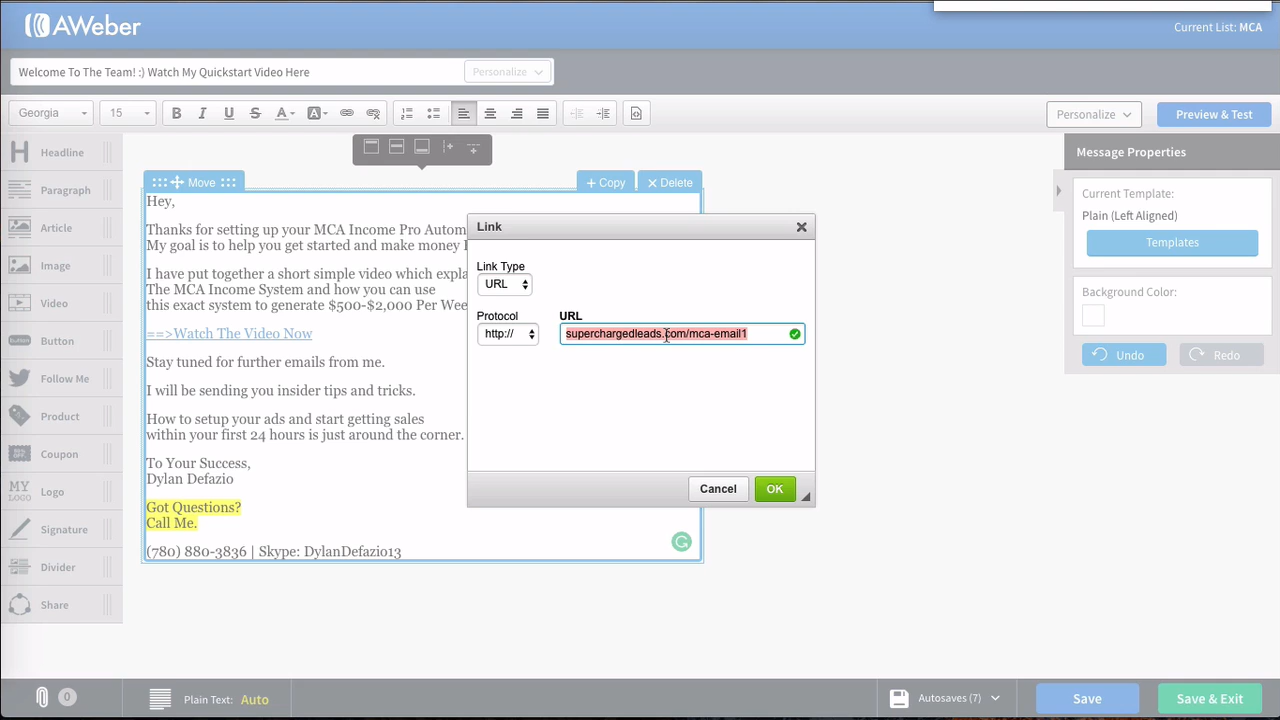 AWeber
Current List: MCA
Welcome To The Team! :) Watch My Quickstart Video Here
Personalize
Georgia
15
B I U S A A
Personalize
Preview & Test
Headline
Paragraph
Article
Image
Video
Button
Follow Me
Product
Coupon
MY LOGO
Logo
Signature
Divider
Share
Move
+ Copy
Delete
Hey,
Thanks for setting up your MCA Income Pro Autom
My goal is to help you get started and make money
I have put together a short simple video which expla
The MCA Income System and how you can use
this exact system to generate $500-$2,000 Per Wee
==>Watch The Video Now
Stay tuned for further emails from me.
I will be sending you insider tips and tricks.
How to setup your ads and start getting sales
within your first 24 hours is just around the corner.
To Your Success,
Dylan Defazio
Got Questions?
Call Me.
(780) 880-3836 | Skype: DylanDefazio13
Link
Link Type
URL
Protocol
URL
http://
superchargedleads.com/mca-email1
Cancel
OK
Message Properties
Current Template:
Plain (Left Aligned)
Templates
Background Color:
Undo
Redo
0
Plain Text: Auto
Autosaves (7)
Save
Save & Exit